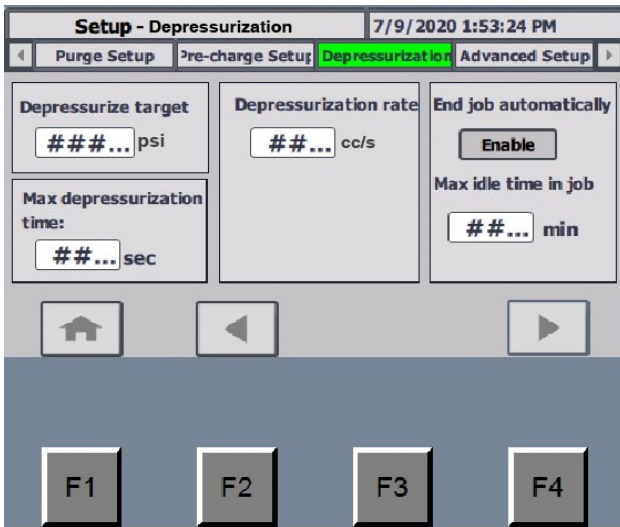 Setup - Depressurization
7/9/2020 1:53:24 PM
Purge Setup
Pre-charge Setup
Depressurization
Advanced Setup
Depressurize target
###... psi
Max depressurization
time:
##... sec
Depressurization rate
##... cc/s
End job automatically
Enable
Max idle time in job
##... min
F1
F2
F3
F4